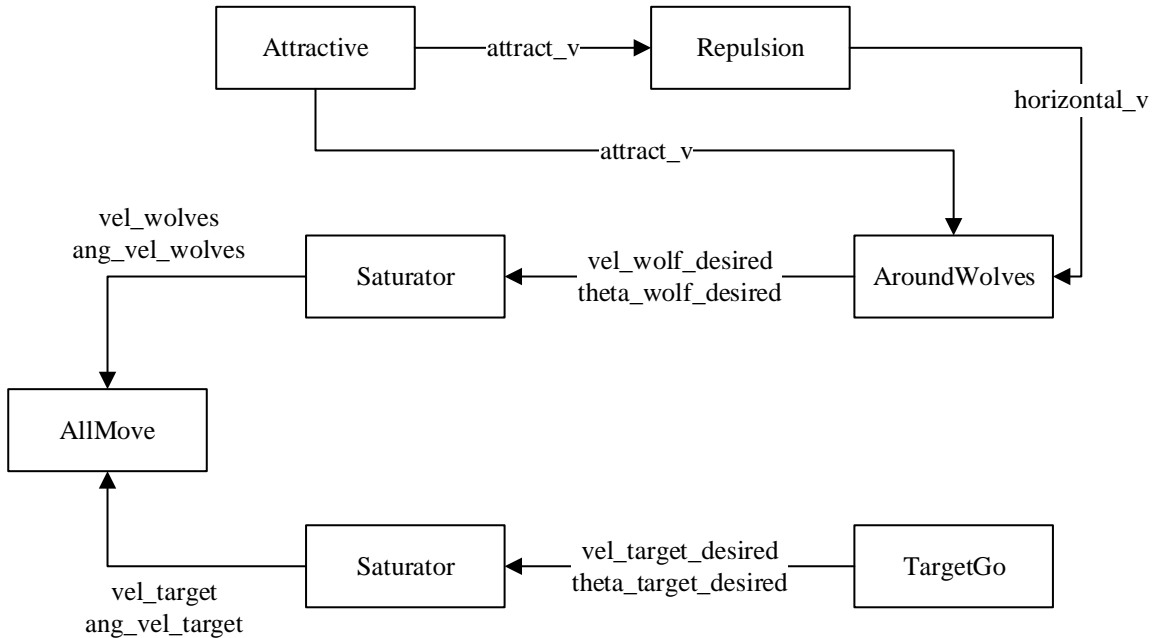 Attractive
attract_v
Repulsion
horizontal_v
attract_v
vel_wolves
ang_vel_wolves
Saturator
vel_wolf_desired
theta_wolf_desired
AroundWolves
AllMove
Saturator
vel_target_desired
theta_target_desired
TargetGo
vel_target
ang_vel_target